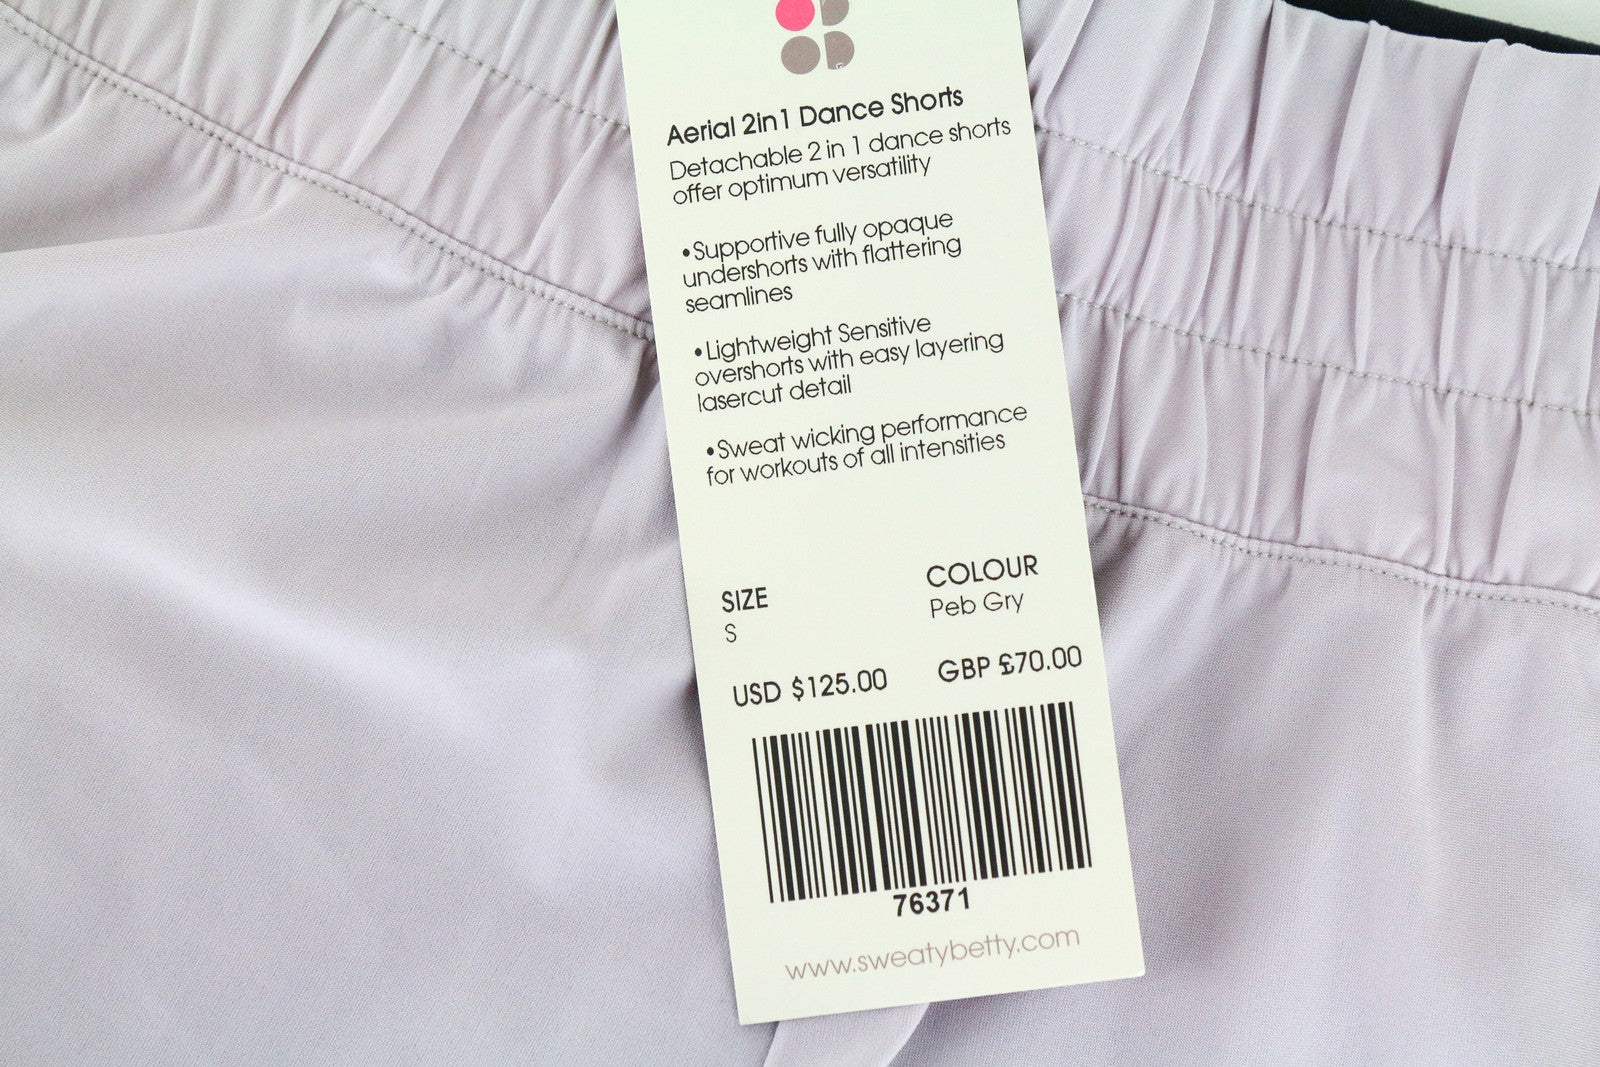 Aerial 2in1 Dance Shorts
Detachable 2 in 1 dance shorts
offer optimum versatility
•Supportive fully opaque
undershorts with flattering
seamlines
•Lightweight Sensitive
overshorts with easy layering
lasercut detail
•Sweat wicking performance
for workouts of all intensities
SIZE
S
COLOUR
Peb Gry
USD $125.00
GBP £70.00
76371
www.sweatybetty.com